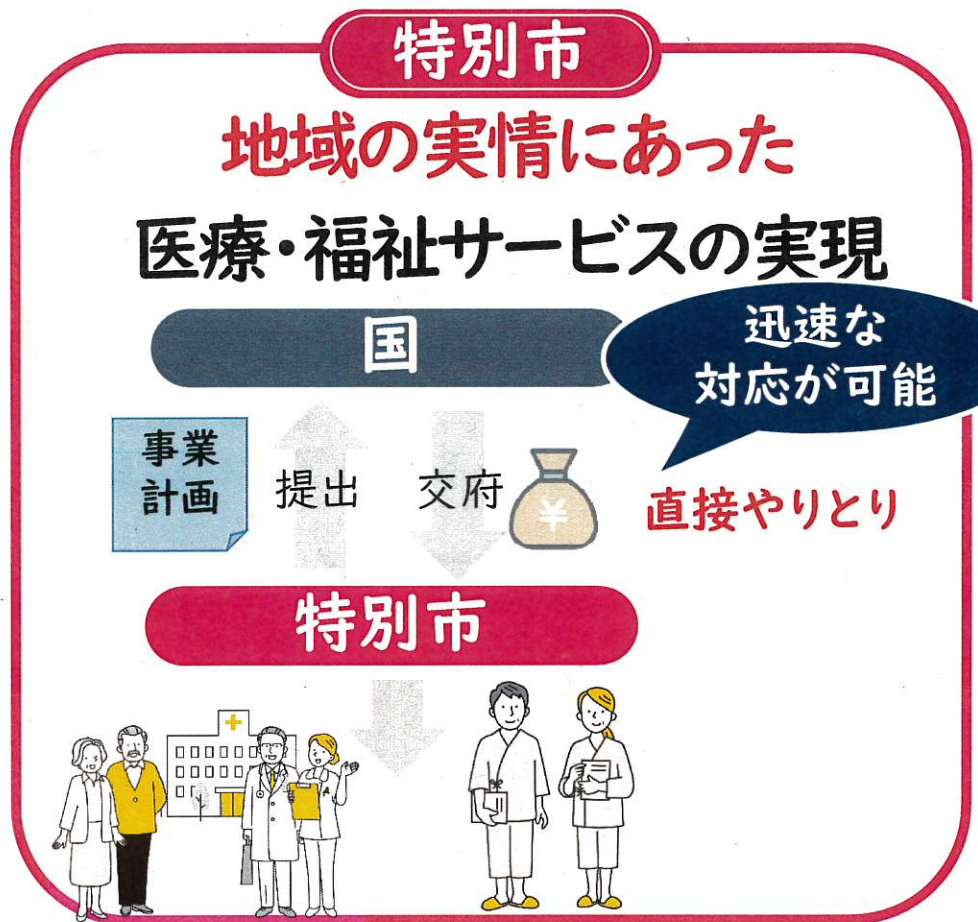 特別市
地域の実情にあった
医療・福祉サービスの実現
国
迅速な
対応が可能
事業
計画
提出
交府
¥
直接やりとり
特別市